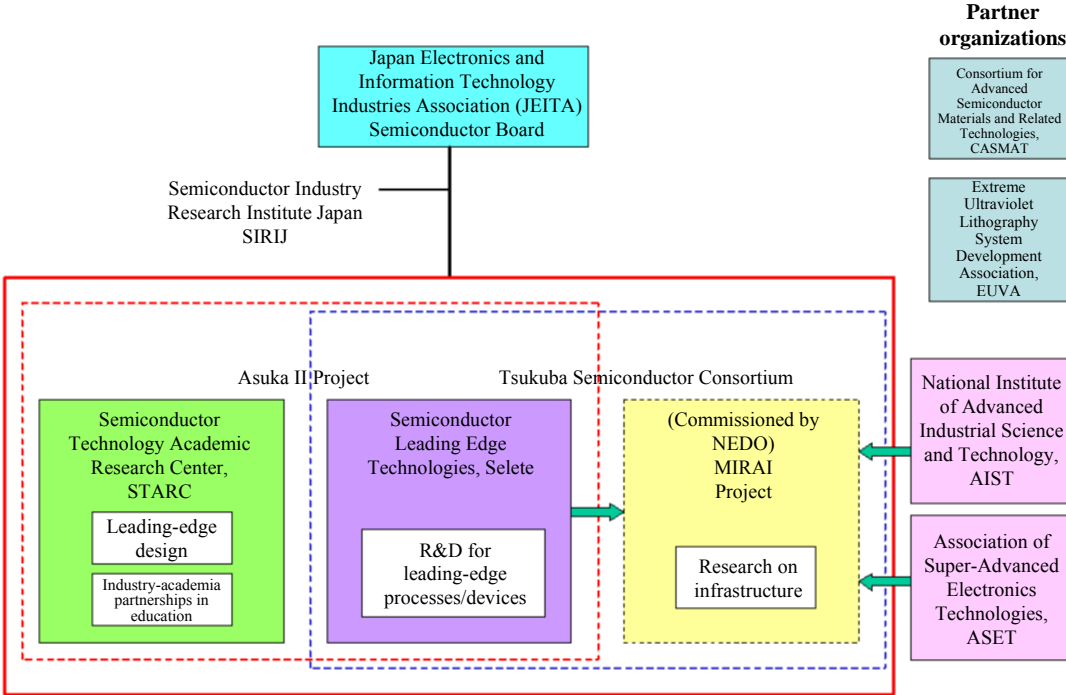 Partner
organizations
Japan Electronics and
Information Technology
Industries Association (JEITA)
Semiconductor Board
Consortium for
Advanced
Semiconductor
Materials and Related
Technologies,
CASMAT
Semiconductor Industry
Research Institute Japan
SIRIJ
Extreme
Ultraviolet
Lithography
System
Development
Association,
EUVA
Asuka II Project
Tsukuba Semiconductor Consortium
Semiconductor
Technology Academic
Research Center,
STARC
Leading-edge
design
Industry-academia
partnerships in
education
Semiconductor
Leading Edge
Technologies, Selete
R&D for
leading-edge
processes/devices
(Commissioned by
NEDO)
MIRAI
Project
Research on
infrastructure
National Institute
of Advanced
Industrial Science
and Technology,
AIST
Association of
Super-Advanced
Electronics
Technologies,
ASET